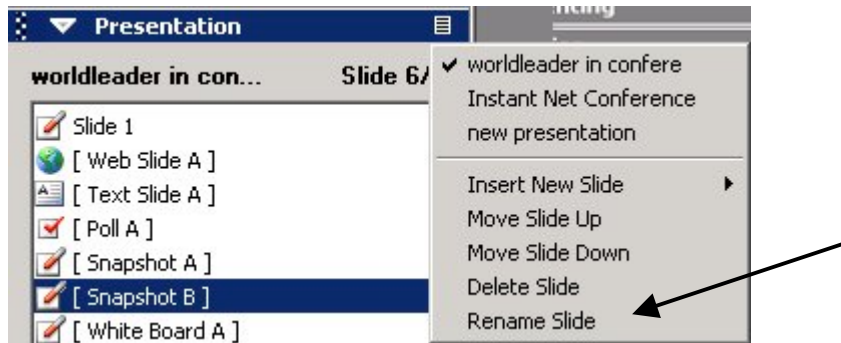 Presentation
worldleader in con... Slide 6/
Slide 1
[ Web Slide A ]
[ Text Slide A ]
[ Poll A ]
[ Snapshot A ]
[ Snapshot B ]
[ White Board A ]
worldleader in confere
Instant Net Conference
new presentation
Insert New Slide
Move Slide Up
Move Slide Down
Delete Slide
Rename Slide